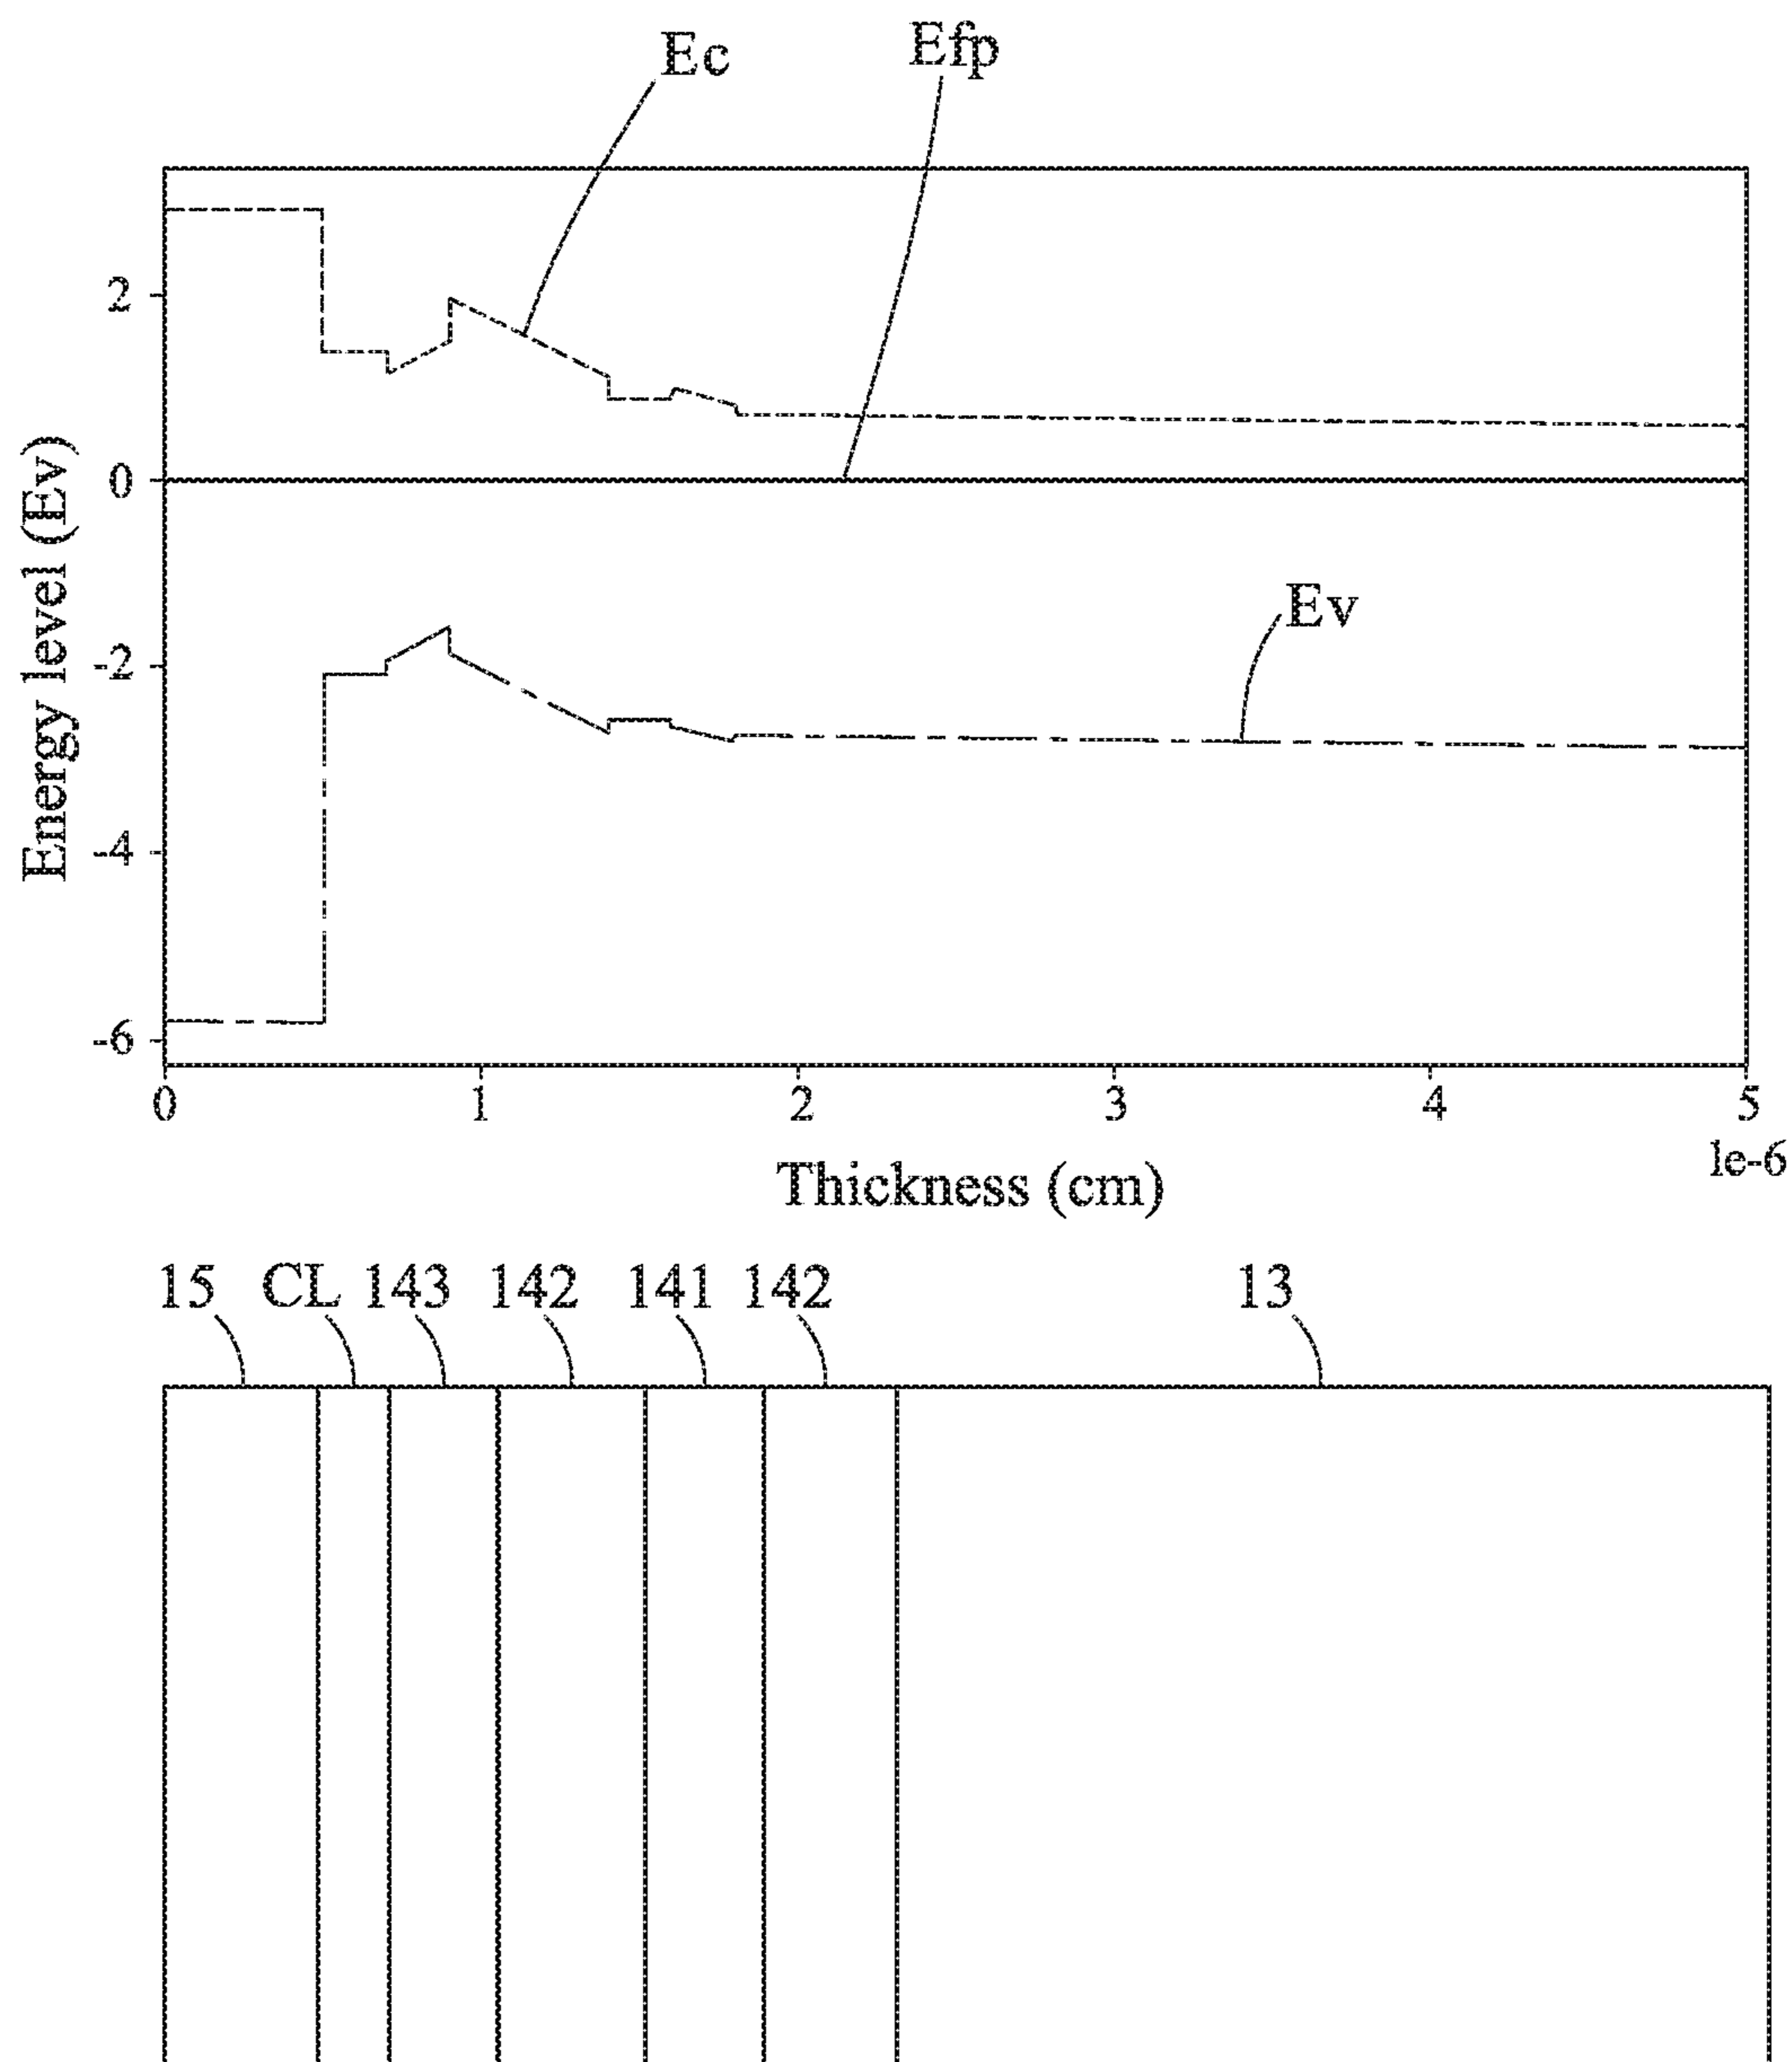 Ec Efp
2
0
Energy level (Ev)
Ev
-2
-4
-6
0 1 2 3 4 5
1e-6
Thickness (cm)
15 CL 143 142 141 142 13